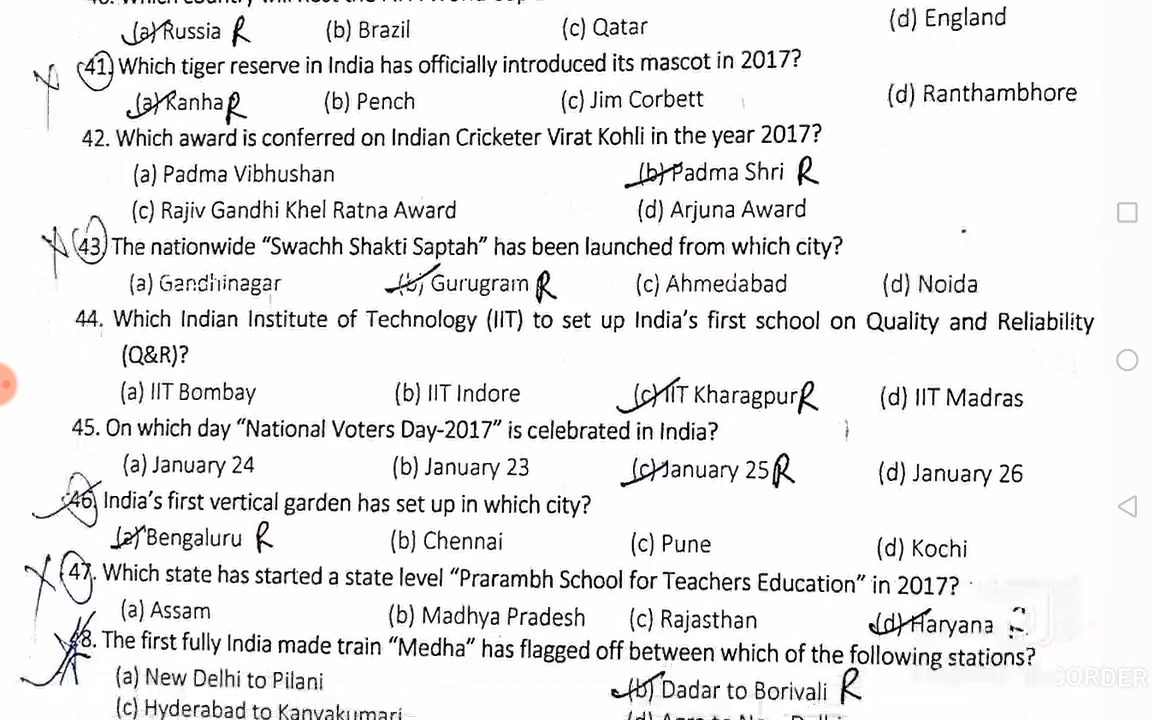 (a) Russia R (b) Brazil (c) Qatar (d) England
41. Which tiger reserve in India has officially introduced its mascot in 2017?
(a) Kanha R (b) Pench (c) Jim Corbett (d) Ranthambhore
42. Which award is conferred on Indian Cricketer Virat Kohli in the year 2017?
(a) Padma Vibhushan (b) Padma Shri R
(c) Rajiv Gandhi Khel Ratna Award (d) Arjuna Award
43. The nationwide “Swachh Shakti Saptah” has been launched from which city?
(a) Gandhinagar (b) Gurugram R (c) Ahmedabad (d) Noida
44. Which Indian Institute of Technology (IIT) to set up India’s first school on Quality and Reliability
(Q&R)?
(a) IIT Bombay (b) IIT Indore (c) IIT Kharagpur R (d) IIT Madras
45. On which day “National Voters Day-2017” is celebrated in India?
(a) January 24 (b) January 23 (c) January 25 R (d) January 26
46. India’s first vertical garden has set up in which city?
(a) Bengaluru R (b) Chennai (c) Pune (d) Kochi
47. Which state has started a state level “Prarambh School for Teachers Education” in 2017?
(a) Assam (b) Madhya Pradesh (c) Rajasthan (d) Haryana
48. The first fully India made train “Medha” has flagged off between which of the following stations?
(a) New Delhi to Pilani (b) Dadar to Borivali R
(c) Hyderabad to Kanyakumari